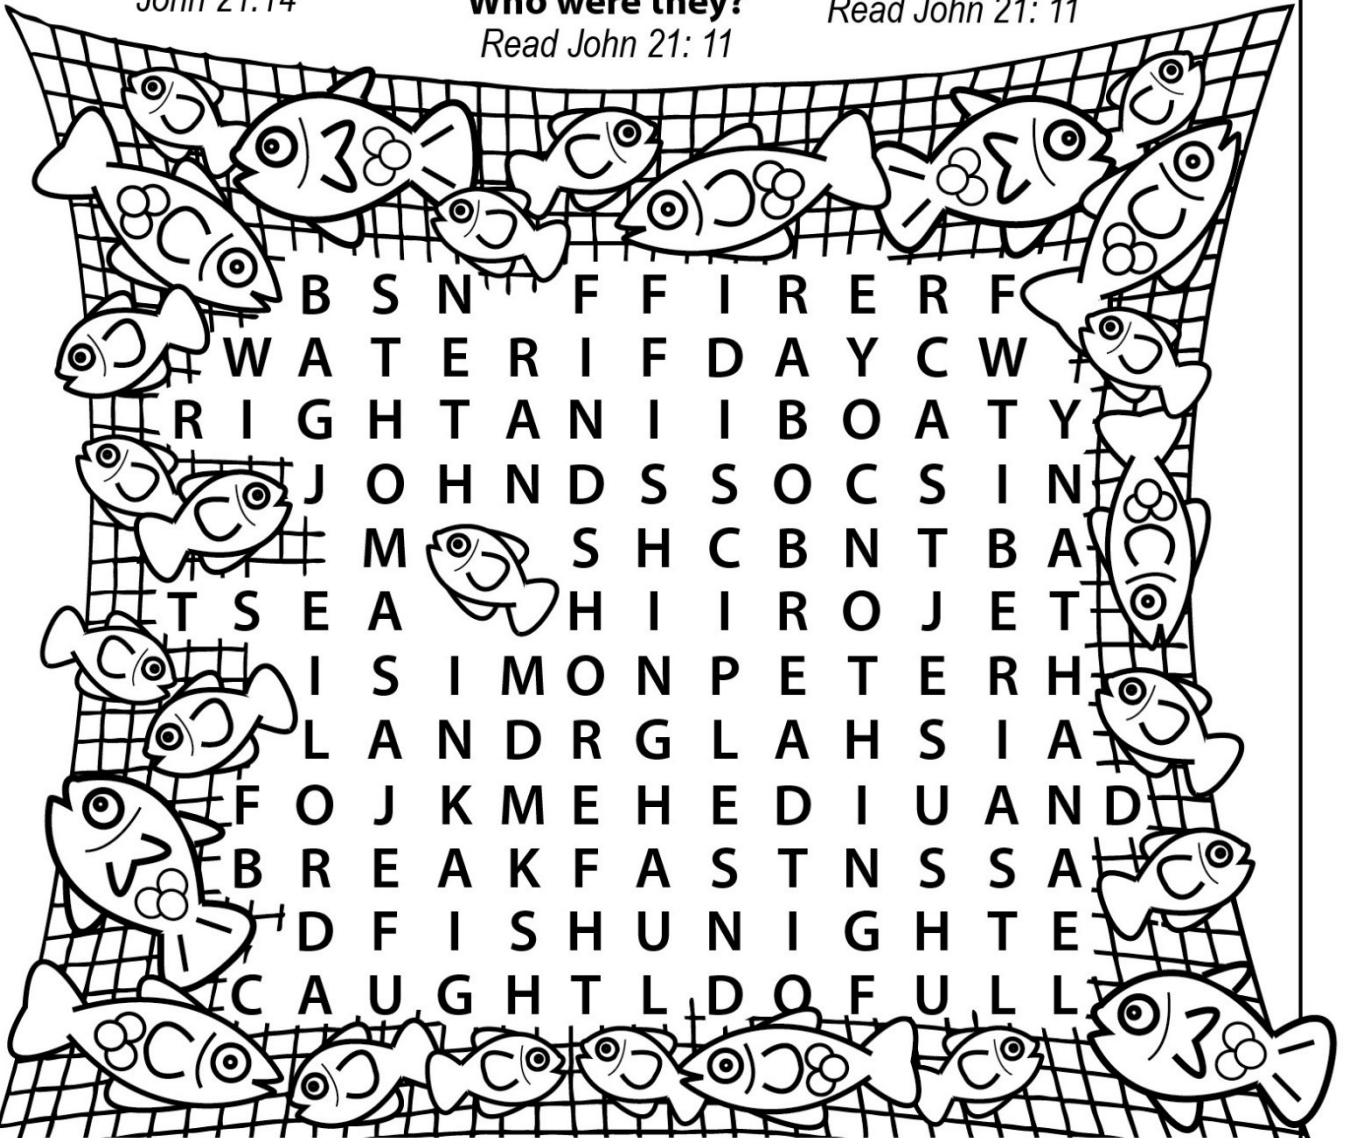 John 21:14
Who were they?
Read John 21: 11
Read John 21: 11
B S N F F I R E R F
W A T E R I F D A Y C W
R I G H T A N I I B O A T Y
J O H N D S S O C S I N
M S H C B N T B A
T S E A H I I R O J E T
I S I M O N P E T E R H
L A N D R G L A H S I A
F O J K M E H E D I U A N D
B R E A K F A S T N S S A
D F I S H U N I G H T E
C A U G H T L D O F U L L